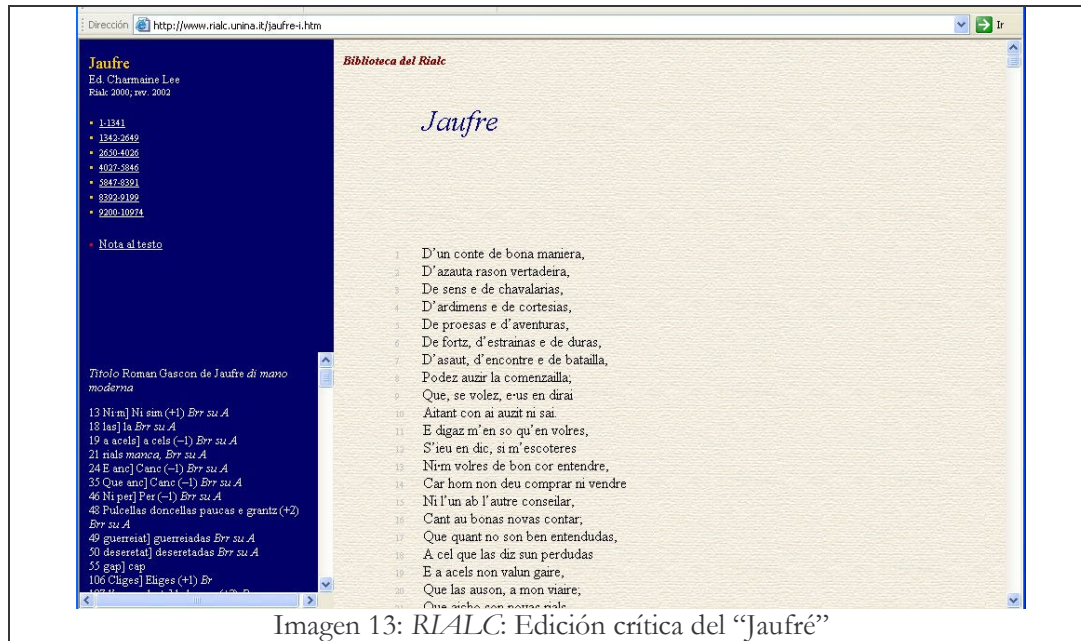 Dirección http://www.rialc.unina.it/jaufre-i.htm Ir
Jaufre
Ed. Charmaine Lee
Rialc 2000; rev. 2002
1-1341
1342-2649
2650-4026
4027-5846
5847-8391
8392-9199
9200-10974
Nota al testo
Titolo Roman Gascon de Jaufre di mano
moderna
13 Ni·m] Ni sim (+1) Brr su A
18 las] la Brr su A
19 a acels] a cels (–1) Brr su A
21 rials manca, Brr su A
24 E anc] Canc (–1) Brr su A
35 Que anc] Canc (–1) Brr su A
46 Ni per] Per (–1) Brr su A
48 Pulcellas doncellas paucas e grantz (+2)
Brr su A
49 guerreiat] guerreiadas Brr su A
50 deseretat] deseretadas Brr su A
55 gap] cap
106 Cliges] Eliges (+1) Br
Biblioteca del Rialc
Jaufre
1 D'un conte de bona maniera,
2 D'azauta rason vertadeira,
3 De sens e de chavalarias,
4 D'ardimens e de cortesias,
5 De proesas e d'aventuras,
6 De fortz, d'estrainas e de duras,
7 D'asaut, d'encontre e de batailla,
8 Podez auzir la comenzailla;
9 Que, se volez, e·us en dirai
10 Aitant con ai auzit ni sai.
11 E digaz m'en so qu'en volres,
12 S'ieu en dic, si m'escoteres
13 Ni·m volres de bon cor entendre,
14 Car hom non deu comprar ni vendre
15 Ni l'un ab l'autre conseilar,
16 Cant au bonas novas contar;
17 Que quant no son ben entendudas,
18 A cel que las diz sun perdudas
19 E a acels non valun gaire,
20 Que las auson, a mon viaire;
Que aicho son novas rials
Imagen 13: RIALC: Edición crítica del “Jaufré”